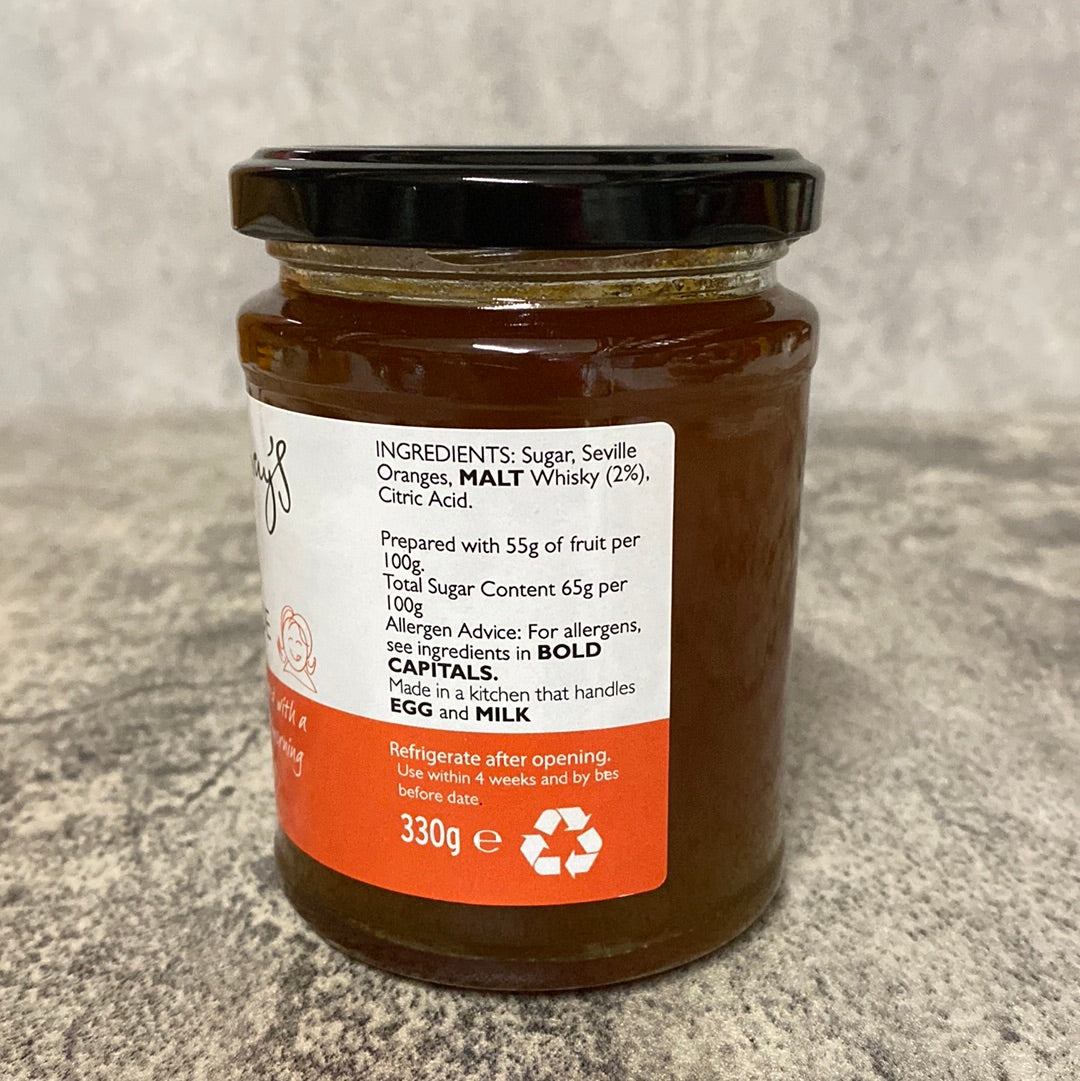 INGREDIENTS: Sugar, Seville
Oranges, MALT Whisky (2%),
Citric Acid.
Prepared with 55g of fruit per
100g.
Total Sugar Content 65g per
100g
Allergen Advice: For allergens,
see ingredients in BOLD
CAPITALS.
Made in a kitchen that handles
EGG and MILK
with a
Refrigerate after opening.
Use within 4 weeks and by bes
before date.
330g ℮